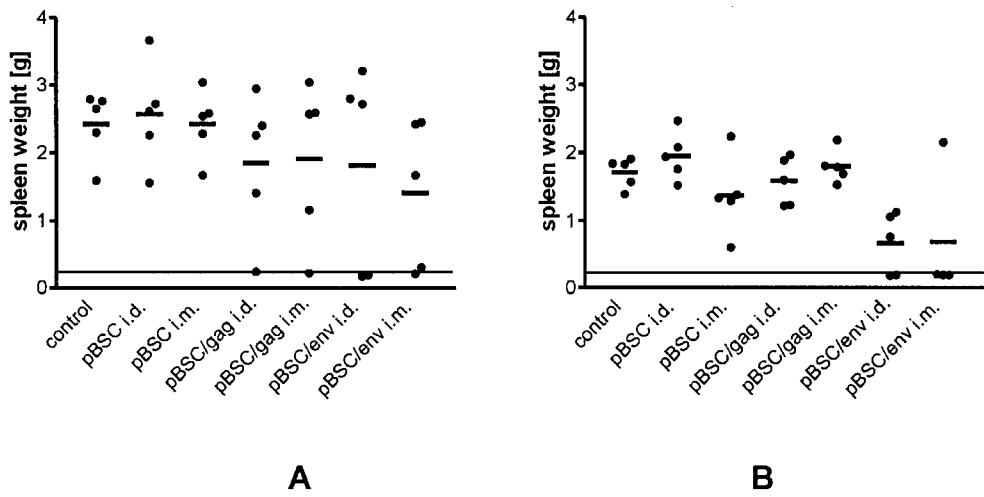 spleen weight [g]
4
3
2
1
0
control
pBSC i.d.
pBSC i.m.
pBSC/gag i.d.
pBSC/gag i.m.
pBSC/env i.d.
pBSC/env i.m.
A
spleen weight [g]
4
3
2
1
0
control
pBSC i.d.
pBSC i.m.
pBSC/gag i.d.
pBSC/gag i.m.
pBSC/env i.d.
pBSC/env i.m.
B